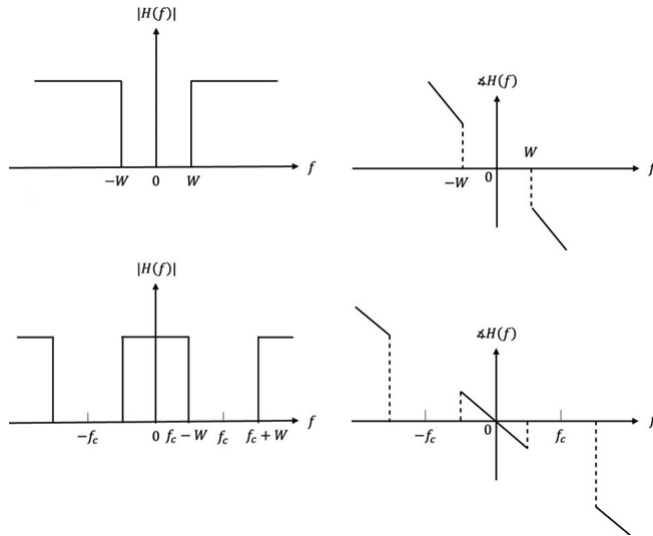 |H(f)|
f
−W 0 W
∡H(f)
W
f
−W 0
|H(f)|
f
−f_c 0 f_c − W f_c f_c + W
∡H(f)
f
−f_c 0 f_c